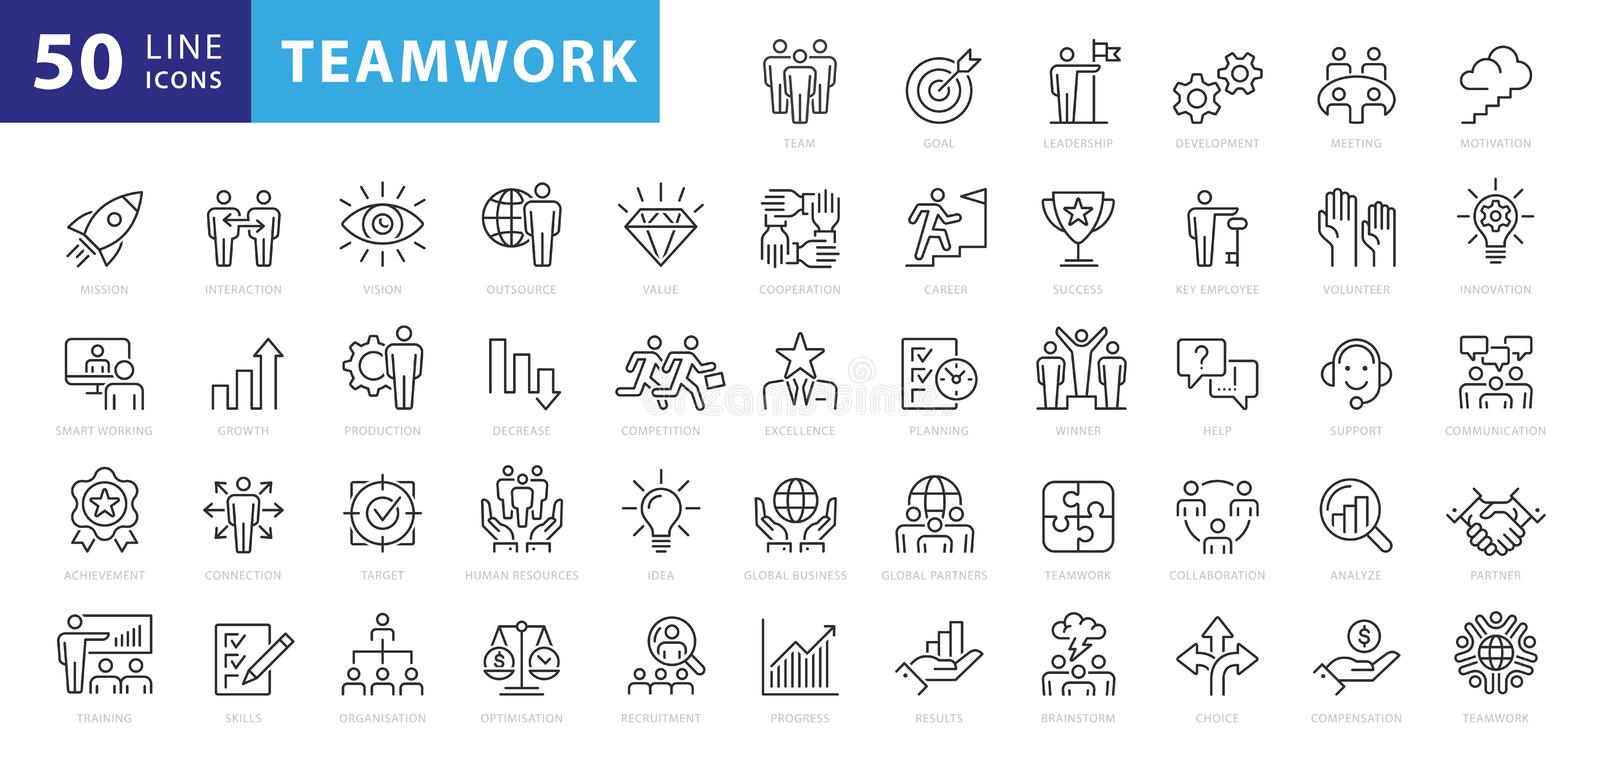 50 LINE ICONS TEAMWORK
TEAM GOAL LEADERSHIP DEVELOPMENT MEETING MOTIVATION
MISSION INTERACTION VISION OUTSOURCE VALUE COOPERATION CAREER SUCCESS KEY EMPLOYEE VOLUNTEER INNOVATION
?
SMART WORKING GROWTH PRODUCTION DECREASE COMPETITION EXCELLENCE PLANNING WINNER HELP SUPPORT COMMUNICATION
ACHIEVEMENT CONNECTION TARGET HUMAN RESOURCES IDEA GLOBAL BUSINESS GLOBAL PARTNERS TEAMWORK COLLABORATION ANALYZE PARTNER
$ $
TRAINING SKILLS ORGANISATION OPTIMISATION RECRUITMENT PROGRESS RESULTS BRAINSTORM CHOICE COMPENSATION TEAMWORK